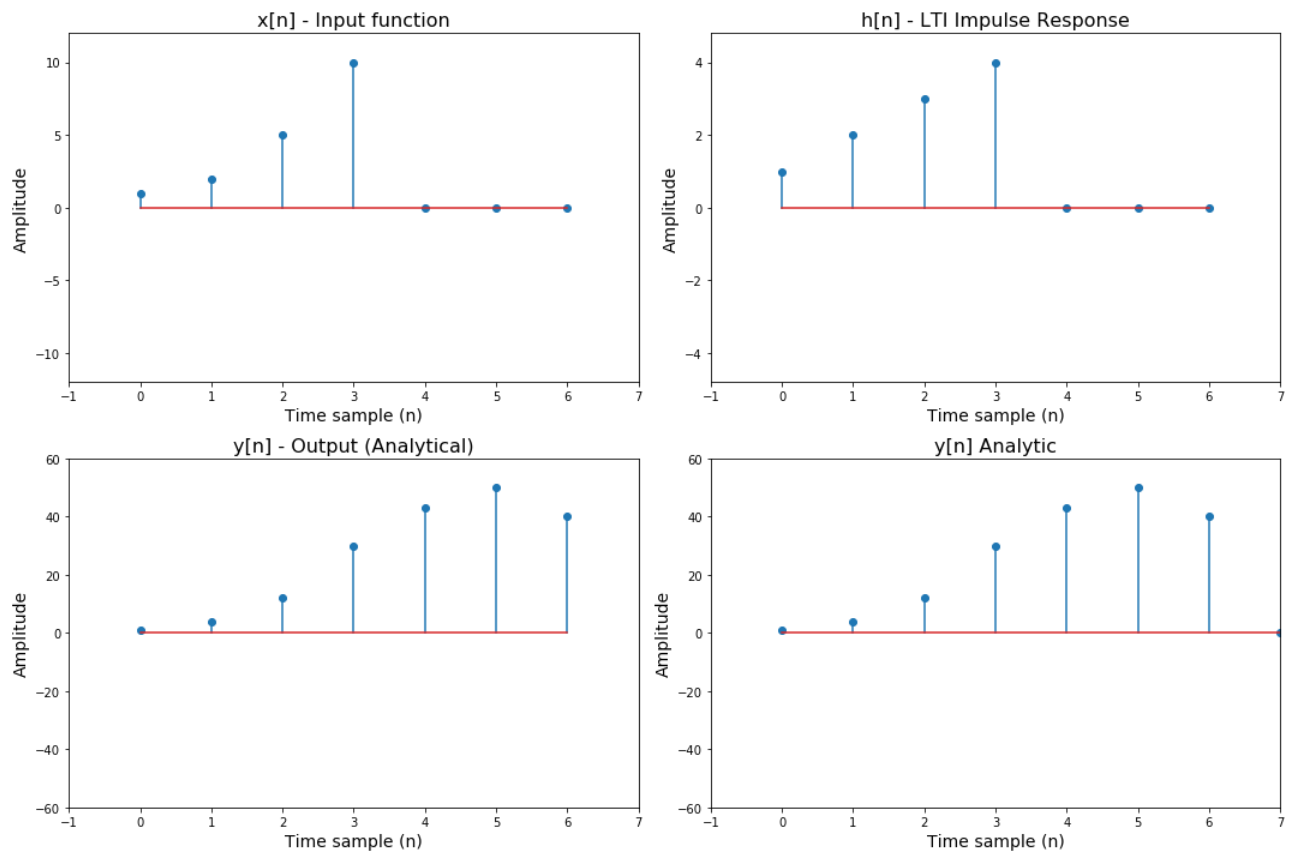 x[n] - Input function
10
5
0
−5
−10
Amplitude
−1 0 1 2 3 4 5 6 7
Time sample (n)
h[n] - LTI Impulse Response
4
2
0
−2
−4
Amplitude
−1 0 1 2 3 4 5 6 7
Time sample (n)
y[n] - Output (Analytical)
60
40
20
0
−20
−40
−60
Amplitude
−1 0 1 2 3 4 5 6 7
Time sample (n)
y[n] Analytic
60
40
20
0
−20
−40
−60
Amplitude
−1 0 1 2 3 4 5 6 7
Time sample (n)